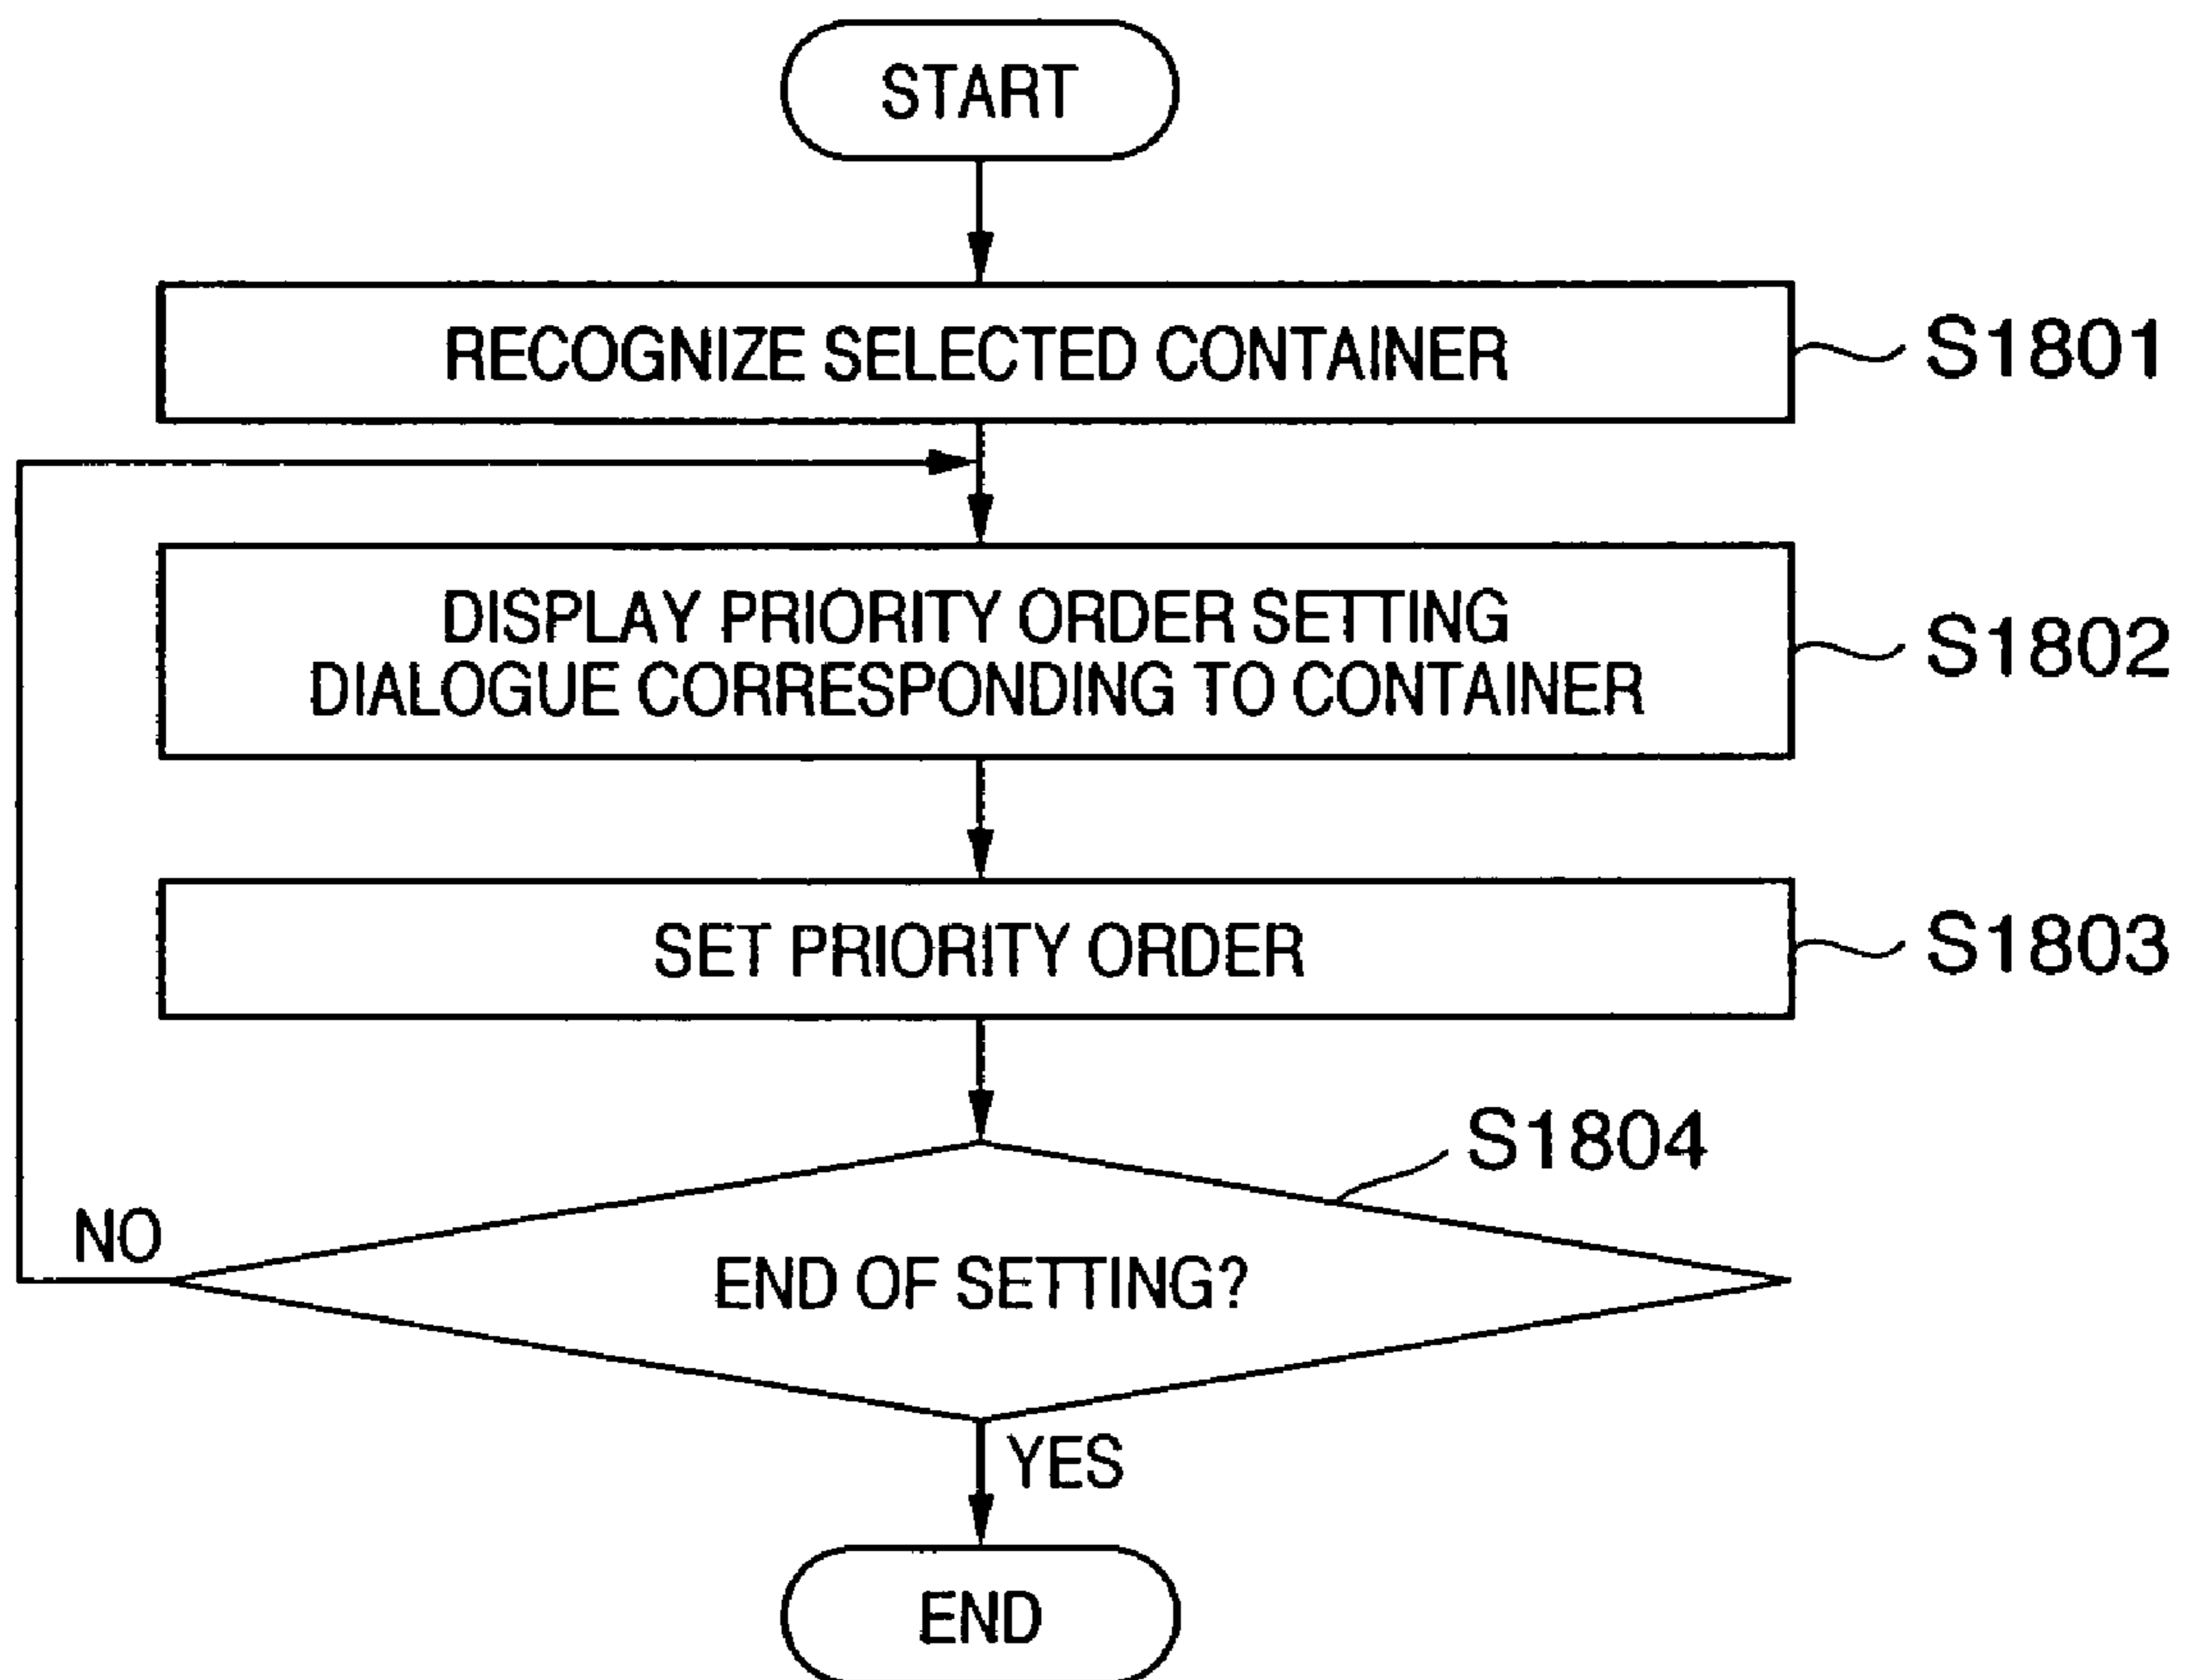 START
RECOGNIZE SELECTED CONTAINER
S1801
DISPLAY PRIORITY ORDER SETTING
DIALOGUE CORRESPONDING TO CONTAINER
S1802
SET PRIORITY ORDER
S1803
S1804
NO
END OF SETTING?
YES
END